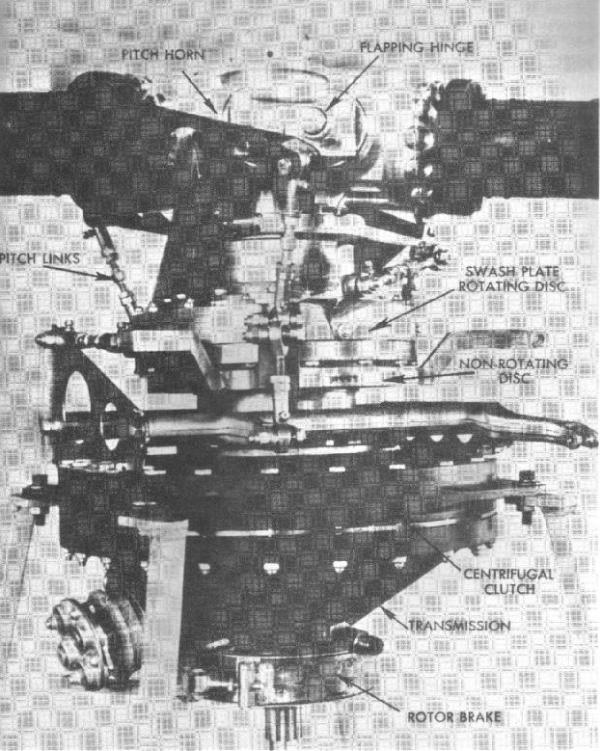 PITCH HORN
FLAPPING HINGE
PITCH LINKS
SWASH PLATE
ROTATING DISC
NON-ROTATING
DISC
CENTRIFUGAL
CLUTCH
TRANSMISSION
ROTOR BRAKE